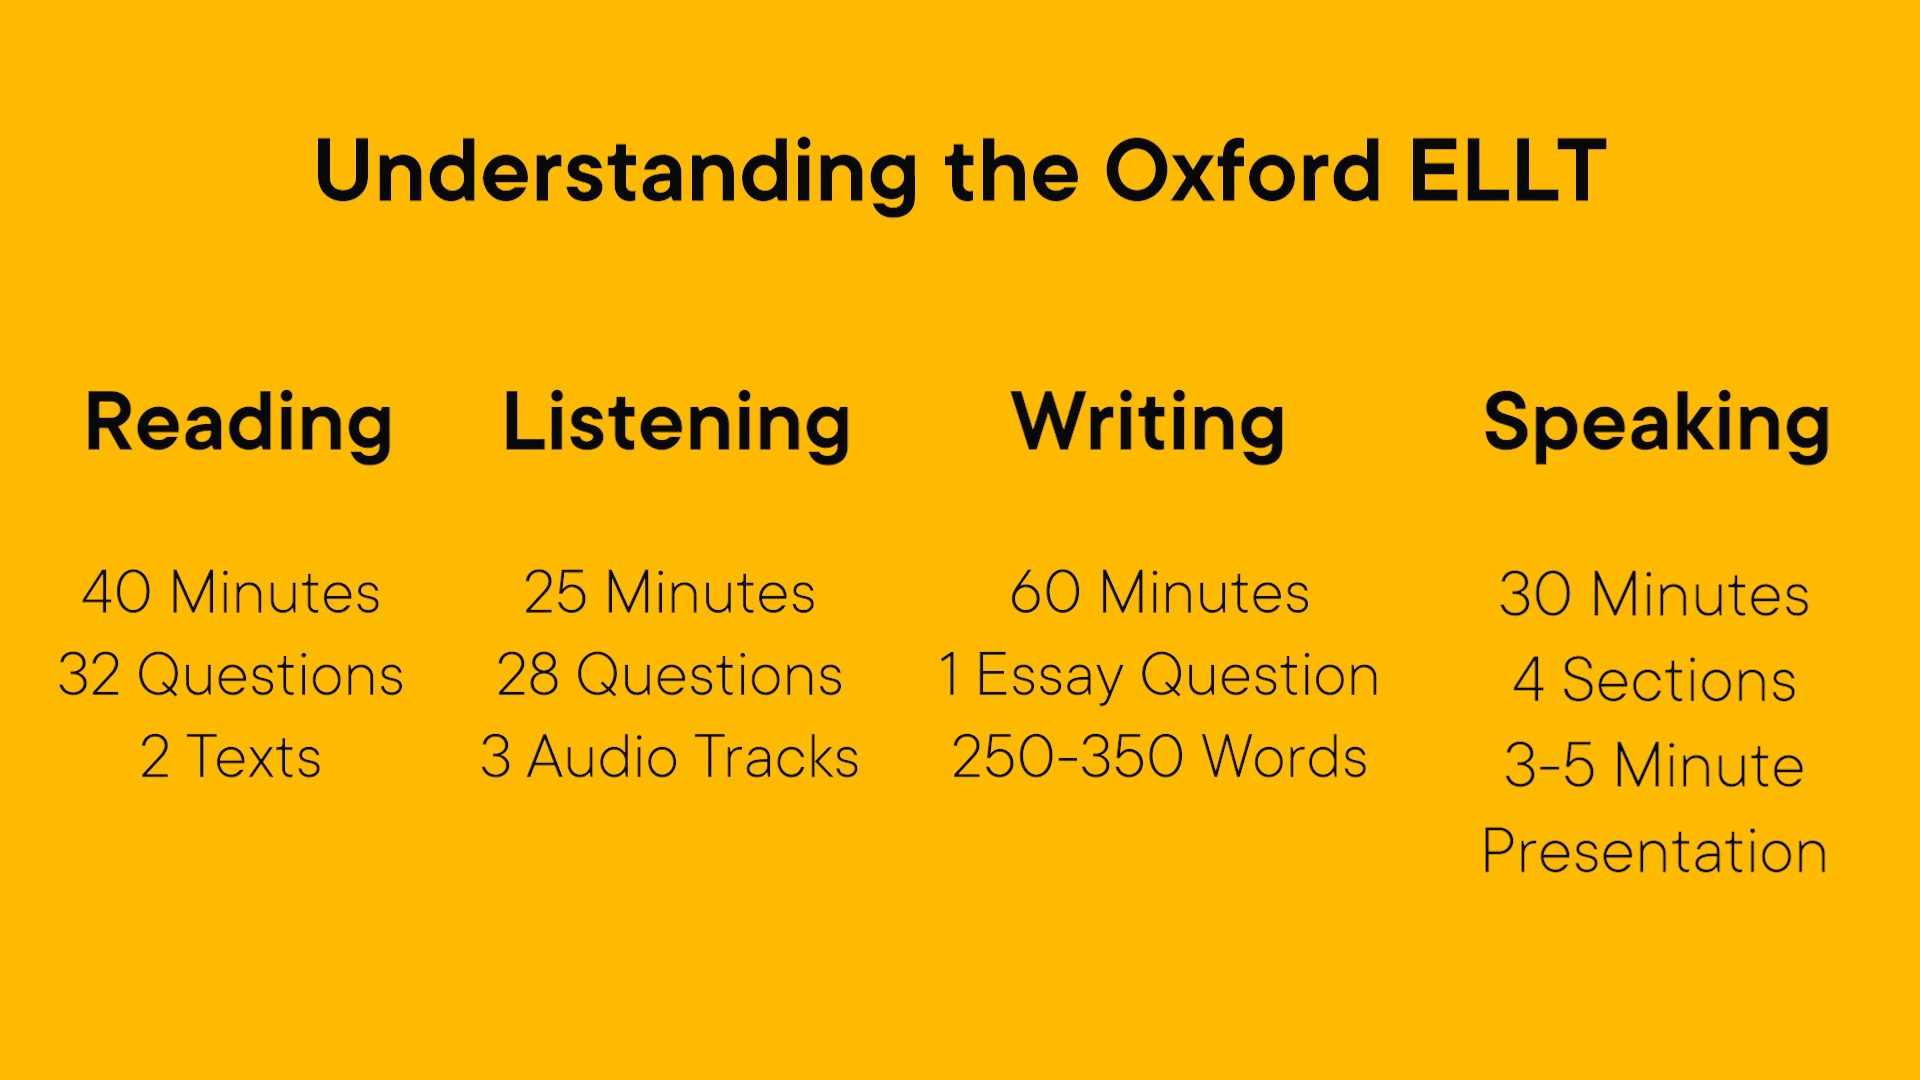 Understanding the Oxford ELLT
Reading
40 Minutes
32 Questions
2 Texts
Listening
25 Minutes
28 Questions
3 Audio Tracks
Writing
60 Minutes
1 Essay Question
250-350 Words
Speaking
30 Minutes
4 Sections
3-5 Minute
Presentation